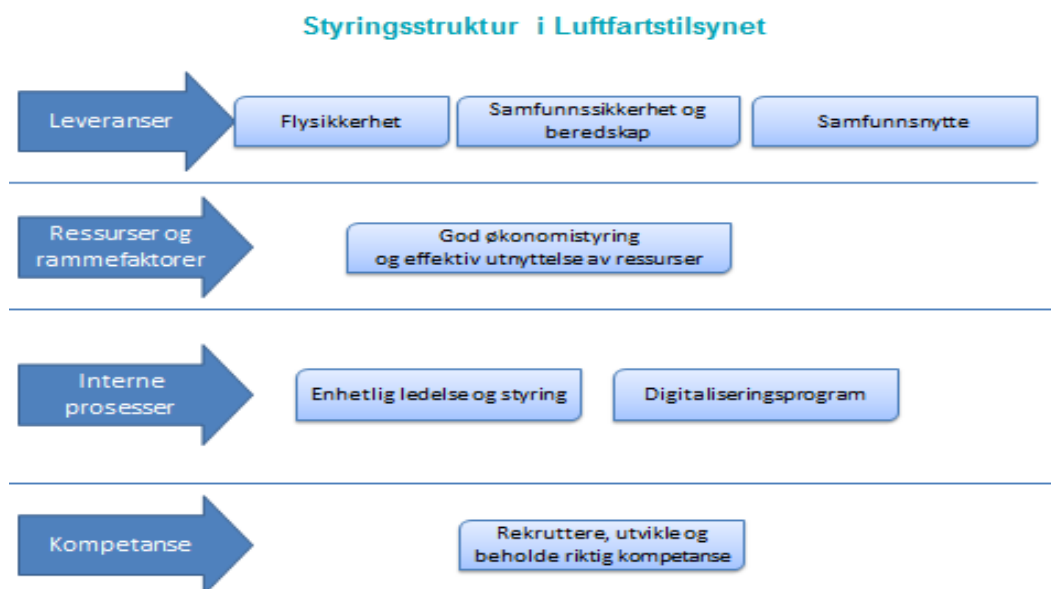 Styringsstruktur i Luftfartstilsynet
Leveranser
Flysikkerhet
Samfunnssikkerhet og
beredskap
Samfunnsnytte
Ressurser og
rammefaktorer
God økonomistyring
og effektiv utnyttelse av ressurser
Interne
prosesser
Enhetlig ledelse og styring
Digitaliseringsprogram
Kompetanse
Rekruttere, utvikle og
beholde riktig kompetanse